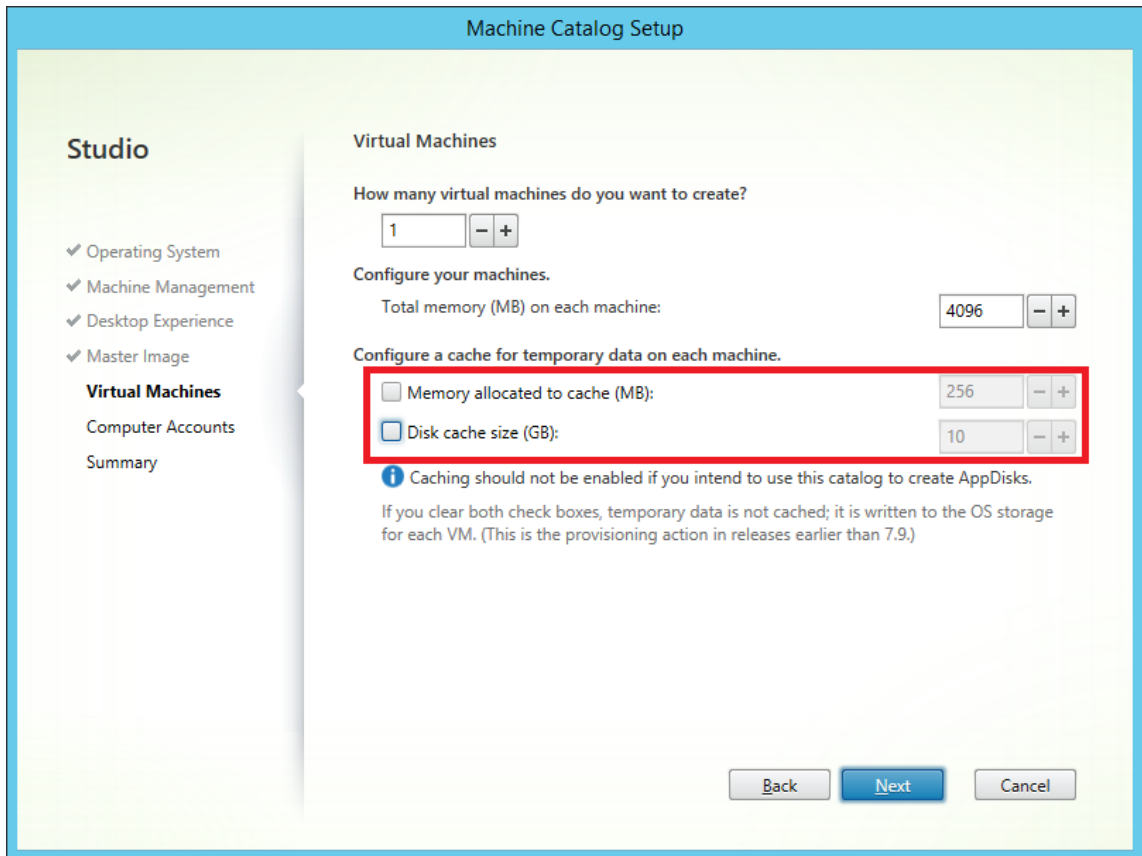 Machine Catalog Setup
Studio
Operating System
Machine Management
Desktop Experience
Master Image
Virtual Machines
Computer Accounts
Summary
Virtual Machines
How many virtual machines do you want to create?
1
− +
Configure your machines.
Total memory (MB) on each machine:
4096
− +
Configure a cache for temporary data on each machine.
Memory allocated to cache (MB):
256
− +
Disk cache size (GB):
10
− +
Caching should not be enabled if you intend to use this catalog to create AppDisks.
If you clear both check boxes, temporary data is not cached; it is written to the OS storage
for each VM. (This is the provisioning action in releases earlier than 7.9.)
Back
Next
Cancel